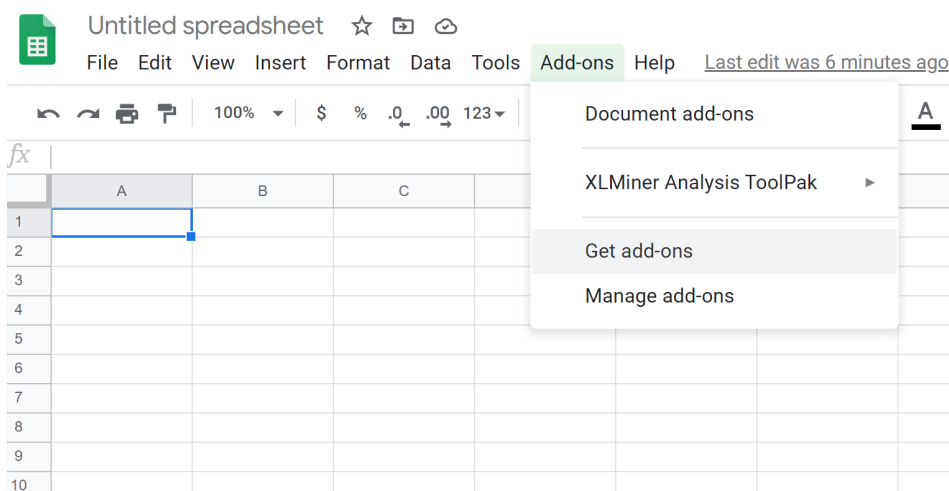 Untitled spreadsheet
File Edit View Insert Format Data Tools Add-ons Help Last edit was 6 minutes ago
100% $ % .0 .00 123 A
Document add-ons
fx
XLMiner Analysis ToolPak
A B C
1
2
Get add-ons
3
Manage add-ons
4
5
6
7
8
9
10